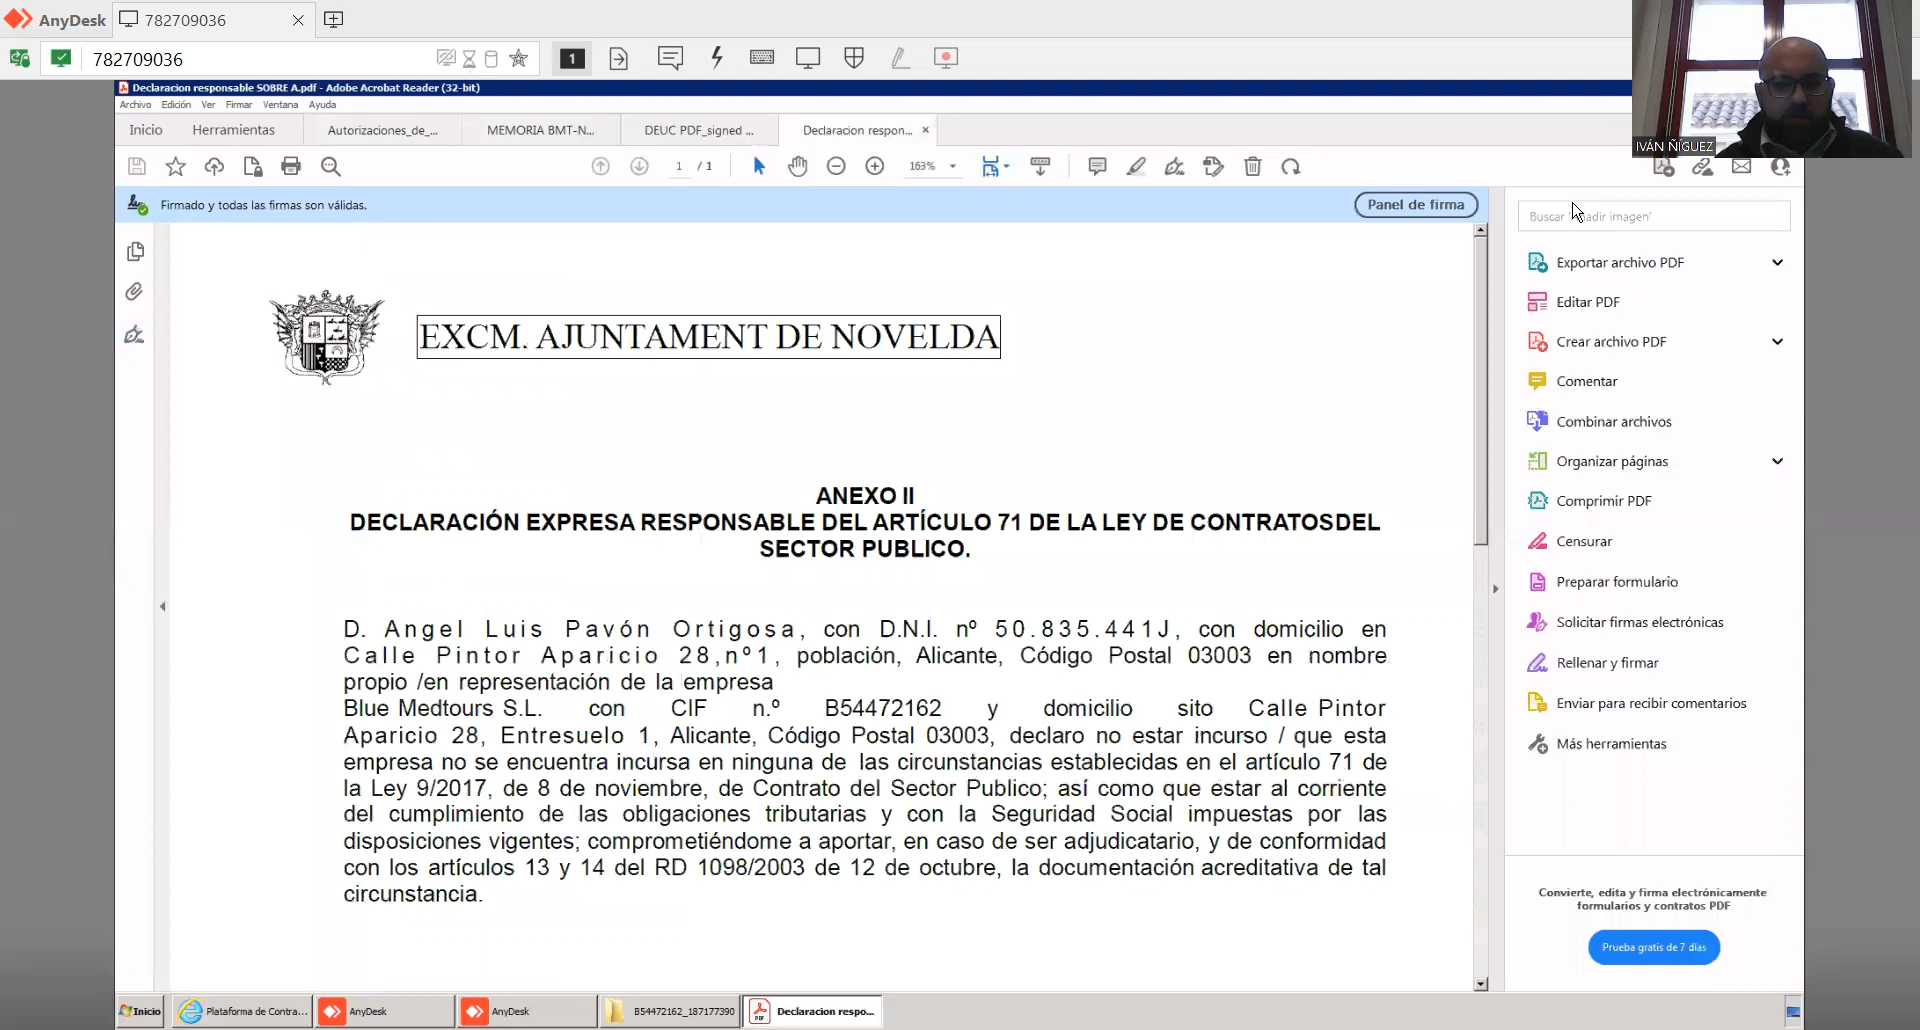 AnyDesk
782709036
782709036
1
Declaracion responsable SOBRE A.pdf - Adobe Acrobat Reader (32-bit)
Archivo Edición Ver Firmar Ventana Ayuda
Inicio Herramientas Autorizaciones_de_... MEMORIA BMT-N... DEUC PDF_signed ... Declaracion respon...
1 / 1 163%
IVÁN ÑÍGUEZ
Firmado y todas las firmas son válidas.
Panel de firma
EXCM. AJUNTAMENT DE NOVELDA
ANEXO II
DECLARACIÓN EXPRESA RESPONSABLE DEL ARTÍCULO 71 DE LA LEY DE CONTRATOSDEL
SECTOR PUBLICO.
D. Angel Luis Pavón Ortigosa, con D.N.I. nº 50.835.441J, con domicilio en
Calle Pintor Aparicio 28,nº1, población, Alicante, Código Postal 03003 en nombre
propio /en representación de la empresa
Blue Medtours S.L. con CIF n.º B54472162 y domicilio sito Calle Pintor
Aparicio 28, Entresuelo 1, Alicante, Código Postal 03003, declaro no estar incurso / que esta
empresa no se encuentra incursa en ninguna de las circunstancias establecidas en el artículo 71 de
la Ley 9/2017, de 8 de noviembre, de Contrato del Sector Publico; así como que estar al corriente
del cumplimiento de las obligaciones tributarias y con la Seguridad Social impuestas por las
disposiciones vigentes; comprometiéndome a aportar, en caso de ser adjudicatario, y de conformidad
con los artículos 13 y 14 del RD 1098/2003 de 12 de octubre, la documentación acreditativa de tal
circunstancia.
Buscar adir imagen'
Exportar archivo PDF
Editar PDF
Crear archivo PDF
Comentar
Combinar archivos
Organizar páginas
Comprimir PDF
Censurar
Preparar formulario
Solicitar firmas electrónicas
Rellenar y firmar
Enviar para recibir comentarios
Más herramientas
Convierte, edita y firma electrónicamente
formularios y contratos PDF
Prueba gratis de 7 días
Inicio Plataforma de Contra... AnyDesk AnyDesk B54472162_187177390 Declaracion respo...